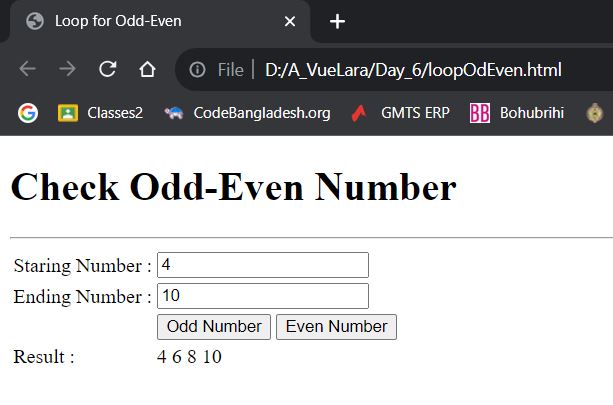 Loop for Odd-Even
File D:/A_VueLara/Day_6/loopOdEven.html
Classes2 CodeBangladesh.org GMTS ERP BB Bohubrihi
Check Odd-Even Number
Staring Number : 4
Ending Number : 10
Odd Number Even Number
Result : 4 6 8 10